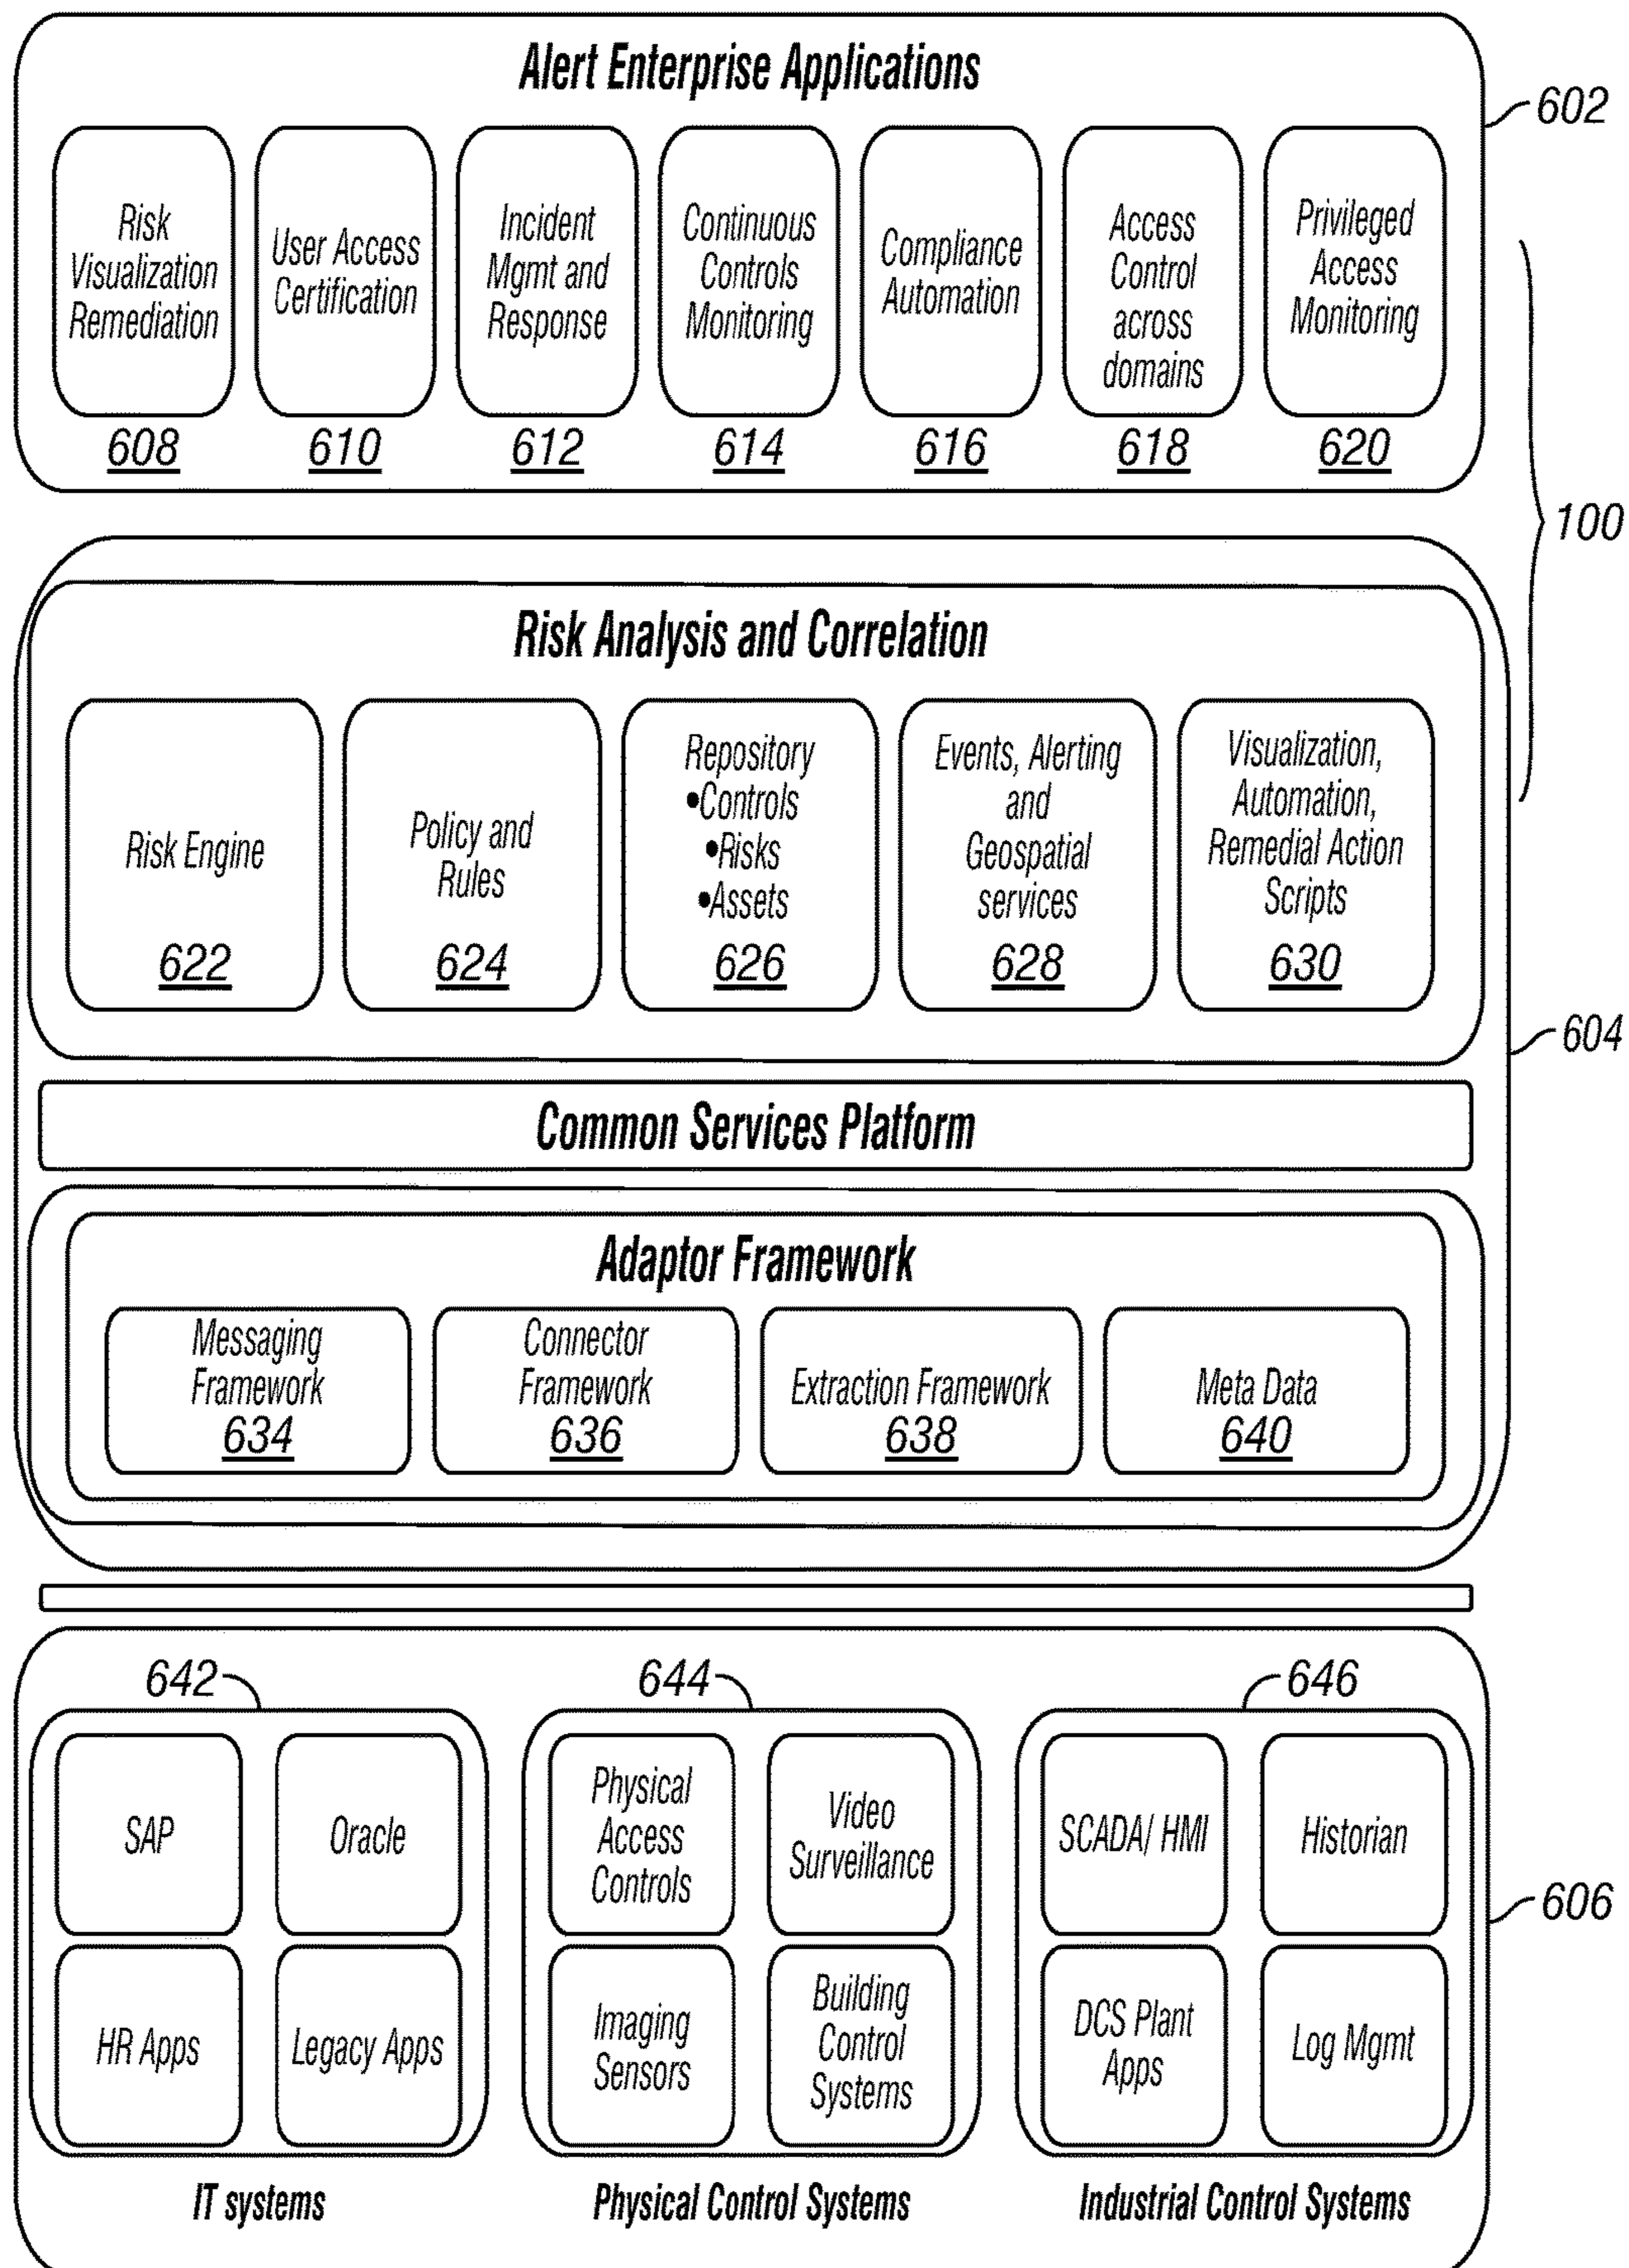 Alert Enterprise Applications
602
Risk
Visualization
Remediation
608
User Access
Certification
610
Incident
Mgmt and
Response
612
Continuous
Controls
Monitoring
614
Compliance
Automation
616
Access
Control
across
domains
618
Privileged
Access
Monitoring
620
100
Risk Analysis and Correlation
Risk Engine
622
Policy and
Rules
624
Repository
•Controls
•Risks
•Assets
626
Events, Alerting
and
Geospatial
services
628
Visualization,
Automation,
Remedial Action
Scripts
630
604
Common Services Platform
Adaptor Framework
Messaging
Framework
634
Connector
Framework
636
Extraction Framework
638
Meta Data
640
642
SAP
Oracle
HR Apps
Legacy Apps
IT systems
644
Physical
Access
Controls
Video
Surveillance
Imaging
Sensors
Building
Control
Systems
Physical Control Systems
646
SCADA/ HMI
Historian
DCS Plant
Apps
Log Mgmt
Industrial Control Systems
606